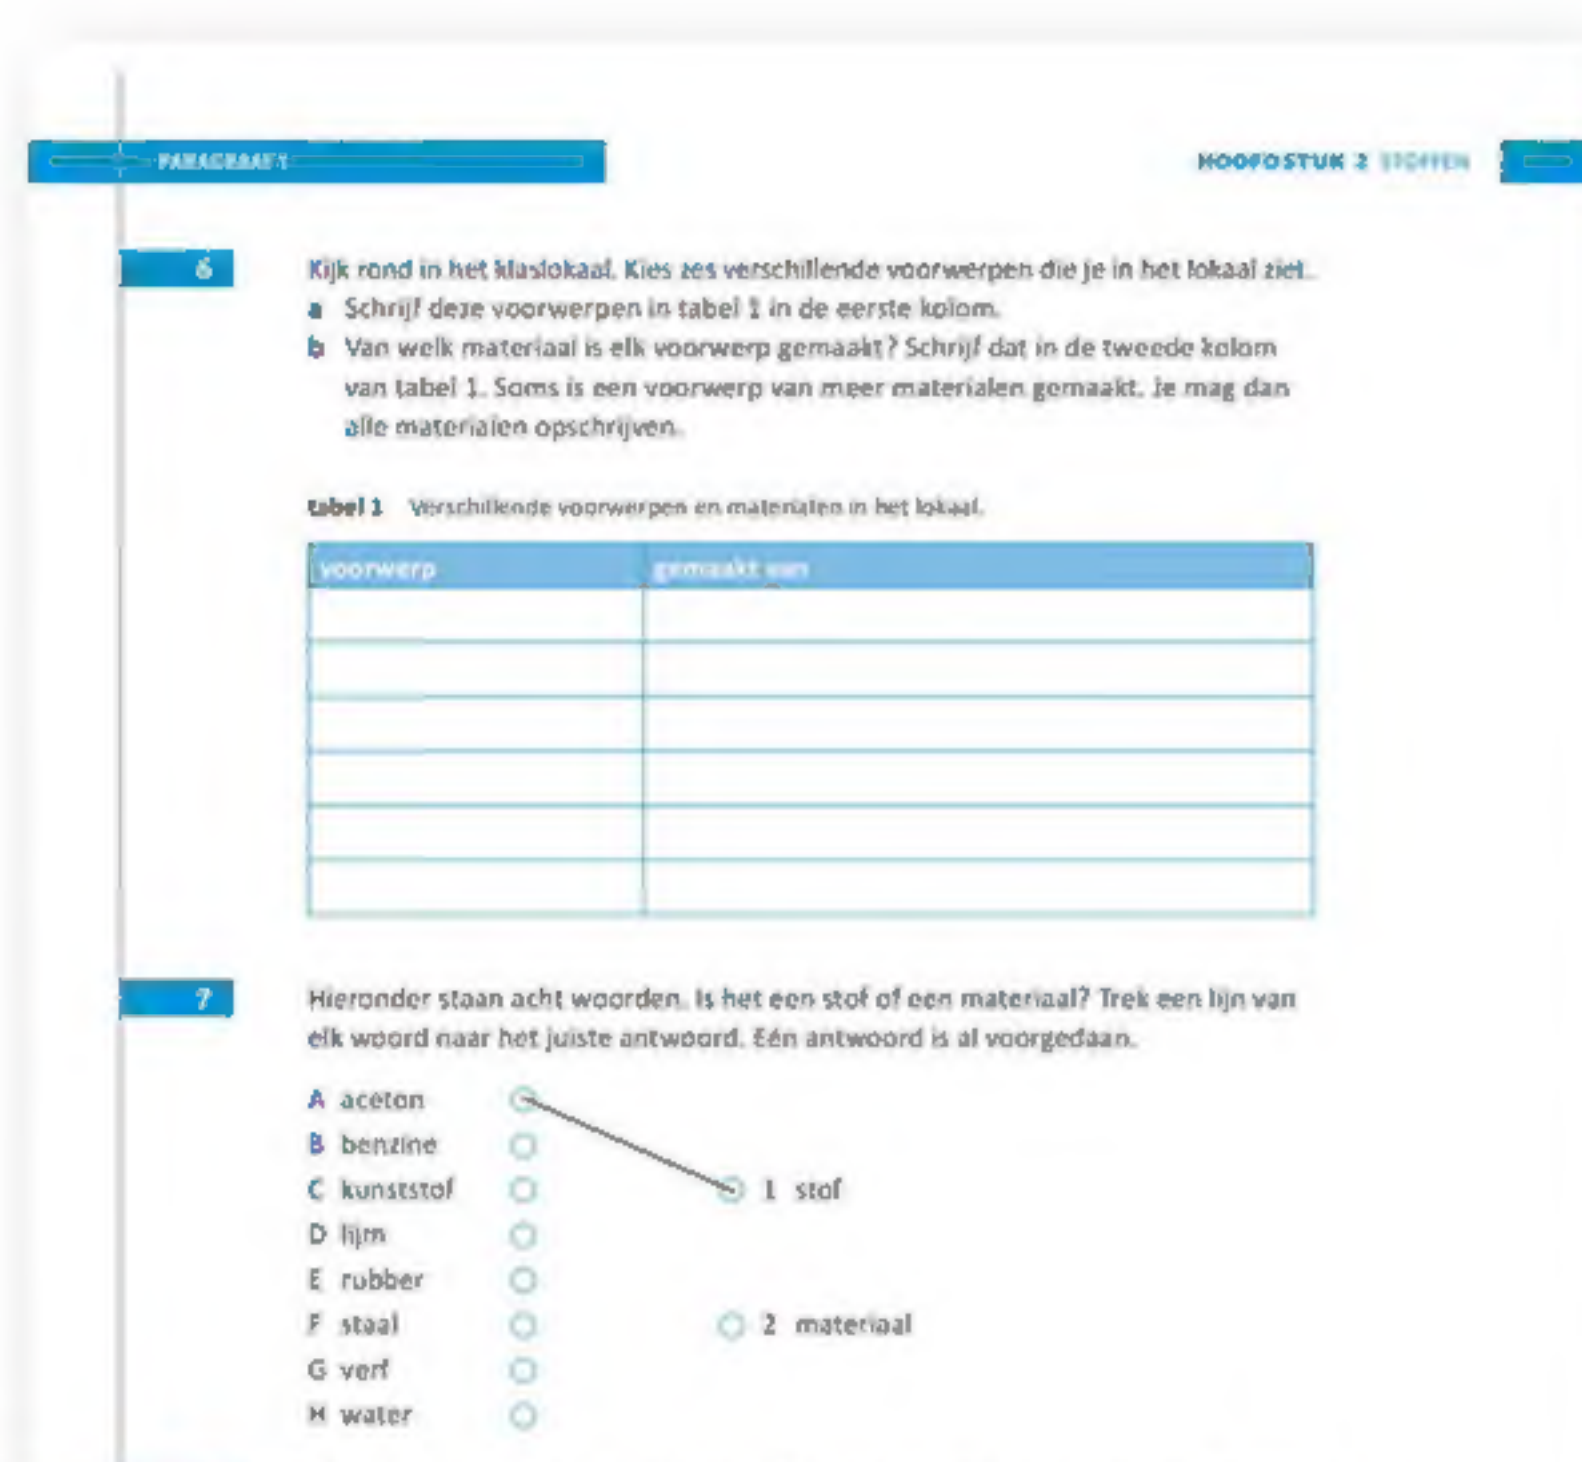 PARAGRAAF 1
HOOFDSTUK 2 STOFFEN
6
Kijk rond in het klaslokaal. Kies zes verschillende voorwerpen die je in het lokaal ziet.
a Schrijf deze voorwerpen in tabel 1 in de eerste kolom.
b Van welk materiaal is elk voorwerp gemaakt? Schrijf dat in de tweede kolom
van tabel 1. Soms is een voorwerp van meer materialen gemaakt. Je mag dan
alle materialen opschrijven.
tabel 1 Verschillende voorwerpen en materialen in het lokaal.
voorwerp gemaakt van
7
Hieronder staan acht woorden. Is het een stof of een materiaal? Trek een lijn van
elk woord naar het juiste antwoord. Eén antwoord is al voorgedaan.
A aceton
B benzine
C kunststof
1 stof
D lijm
E rubber
F staal
2 materiaal
G verf
H water